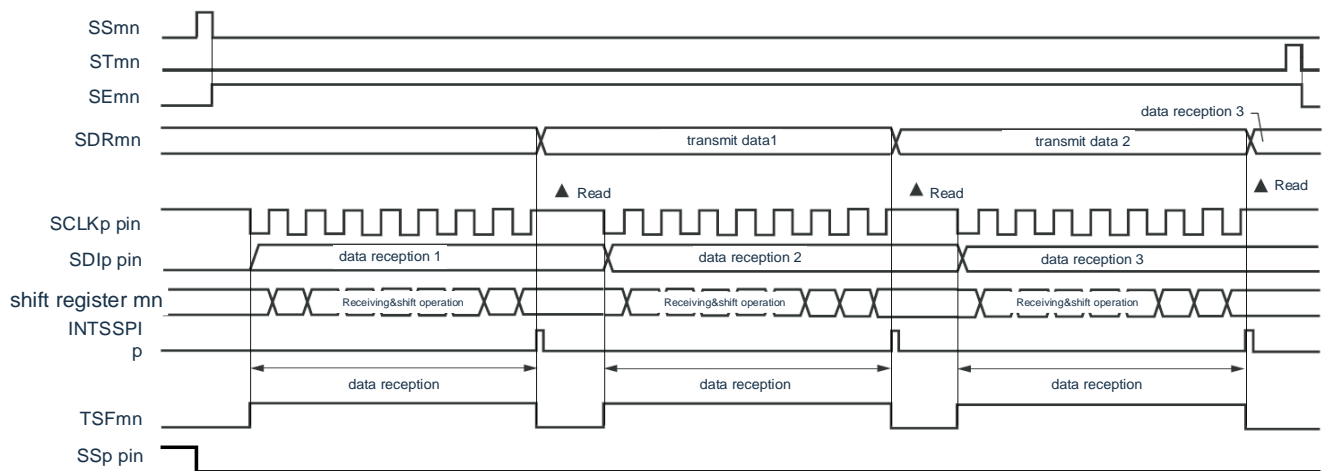 SSmn
STmn
SEmn
data reception 3
SDRmn
transmit data1
transmit data 2
▲ Read
▲ Read
▲ Read
SCLKp pin
SDIp pin
data reception 1
data reception 2
data reception 3
shift register mn
Receiving&shift operation
Receiving&shift operation
Receiving&shift operation
INTSSPI
p
data reception
data reception
data reception
TSFmn
SSp pin